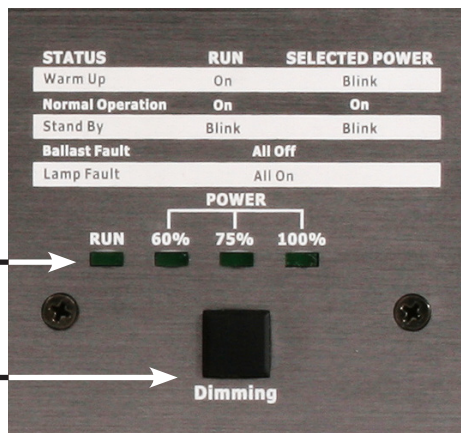 STATUS RUN SELECTED POWER
Warm Up On Blink
Normal Operation On On
Stand By Blink Blink
Ballast Fault All Off
Lamp Fault All On
POWER
RUN 60% 75% 100%
Dimming